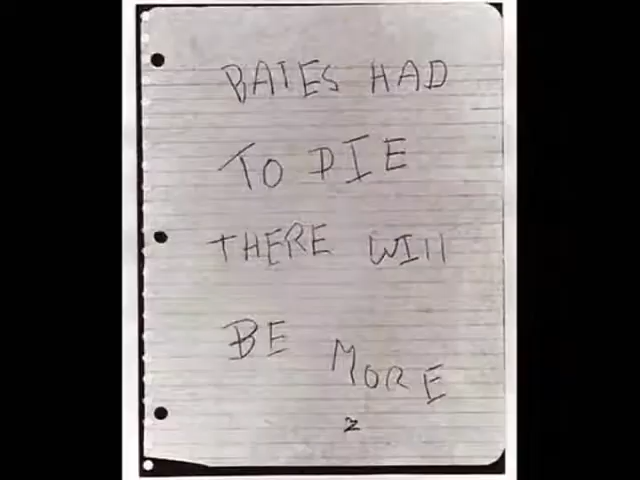 BATES HAD
TO DIE
THERE WIll
BE MORE
z